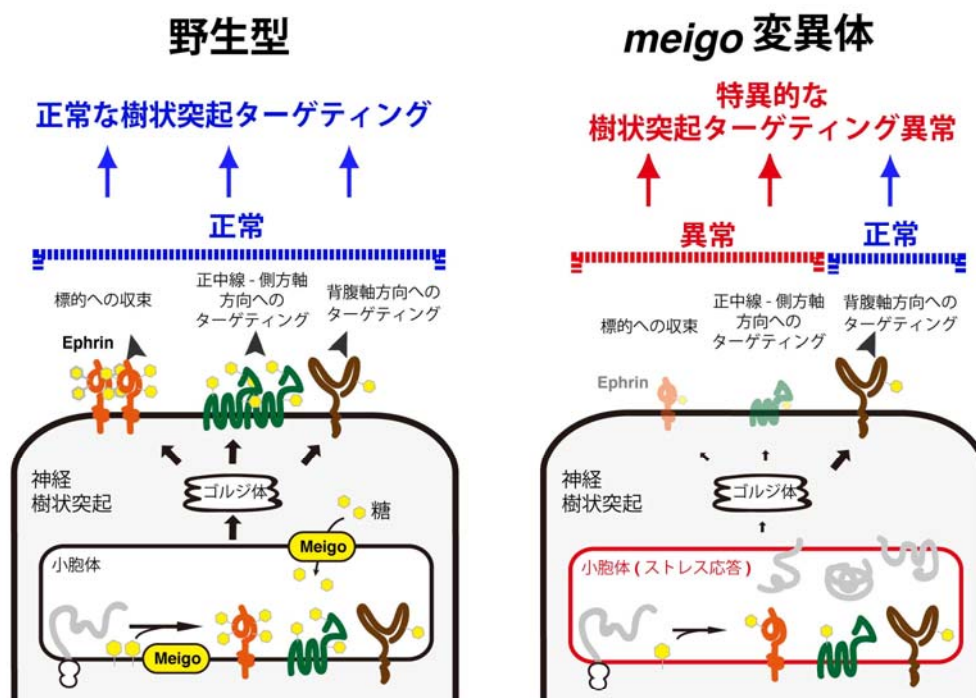 野生型
正常な樹状突起ターゲティング
正常
標的への収束
正中線 - 側方軸
方向への
ターゲティング
背腹軸方向への
ターゲティング
Ephrin
神経
樹状突起
ゴルジ体
糖
Meigo
小胞体
Meigo
meigo 変異体
特異的な
樹状突起ターゲティング異常
異常
正常
標的への収束
正中線 - 側方軸
方向への
ターゲティング
背腹軸方向への
ターゲティング
Ephrin
神経
樹状突起
ゴルジ体
小胞体 ( ストレス応答 )